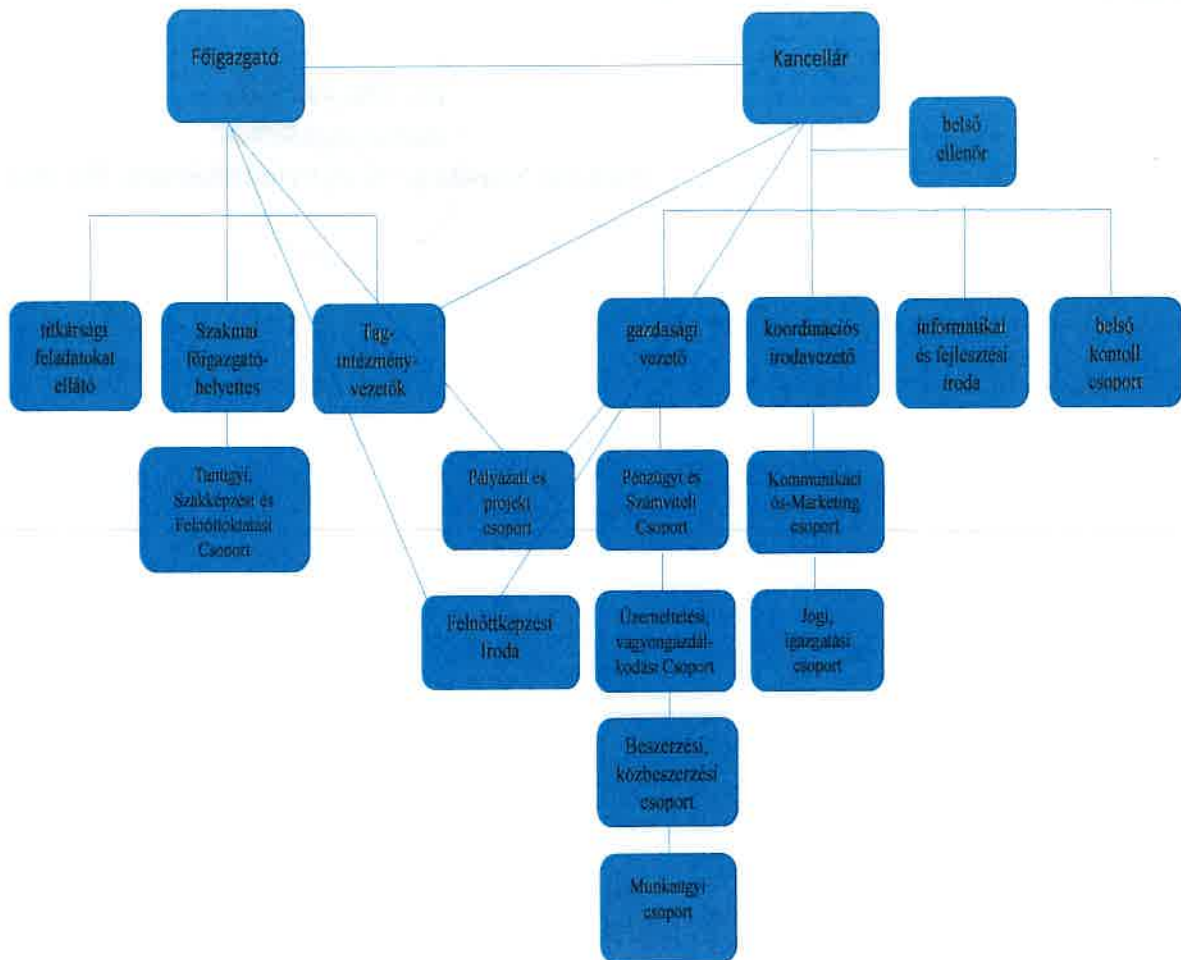 Főigazgató
Kancellár
belső
ellenőr
titkársági
feladatokat
ellátó
Szakmai
főigazgató-
helyettes
Tag-
intézmény-
vezetők
gazdasági
vezető
koordinációs
irodavezető
informatikai
és fejlesztési
iroda
belső
kontoll
csoport
Tanügyi,
Szakképzési és
Felnőttoktatási
Csoport
Pályázati és
projekt
csoport
Pénzügyi és
Számviteli
Csoport
Kommunikáci
ós-Marketing
csoport
Felnőttképzési
Iroda
Üzemeltetési,
vagyongazdál-
kodási Csoport
Jogi,
igazgatási
csoport
Beszerzési,
közbeszerzési
csoport
Munkaügyi
csoport